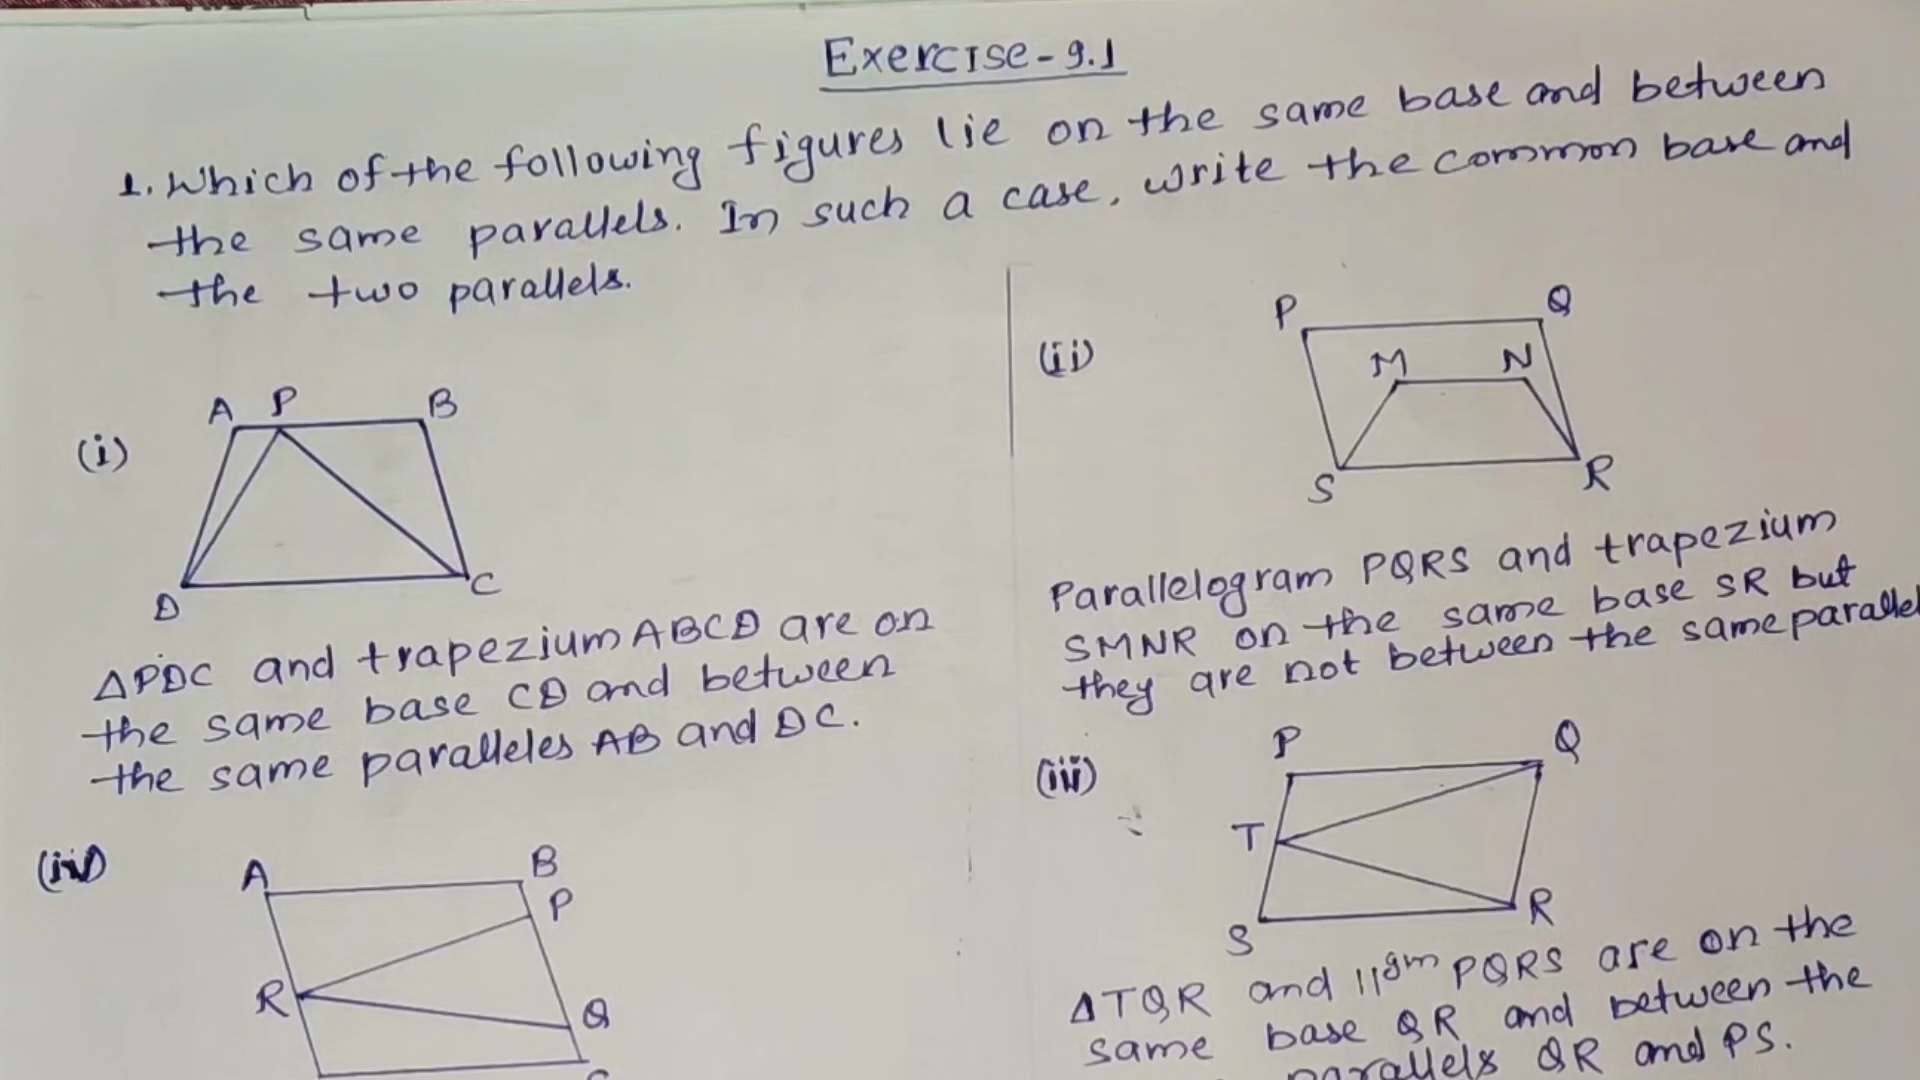 Exercise-9.1
1. Which of the following figures lie on the same base and between
the same parallels. In such a case, write the common base and
the two parallels.
(i)
A P B
D C
ΔPDC and trapezium ABCD are on
the same base CD and between
the same paralleles AB and DC.
(ii)
P Q
M N
S R
Parallelogram PQRS and trapezium
SMNR on the same base SR but
they are not between the same parallel
(iii)
P Q
T
S R
ΔTQR and ||gm PQRS are on the
same base QR and between the
parallels QR and PS.
(iv)
A B
P
R Q